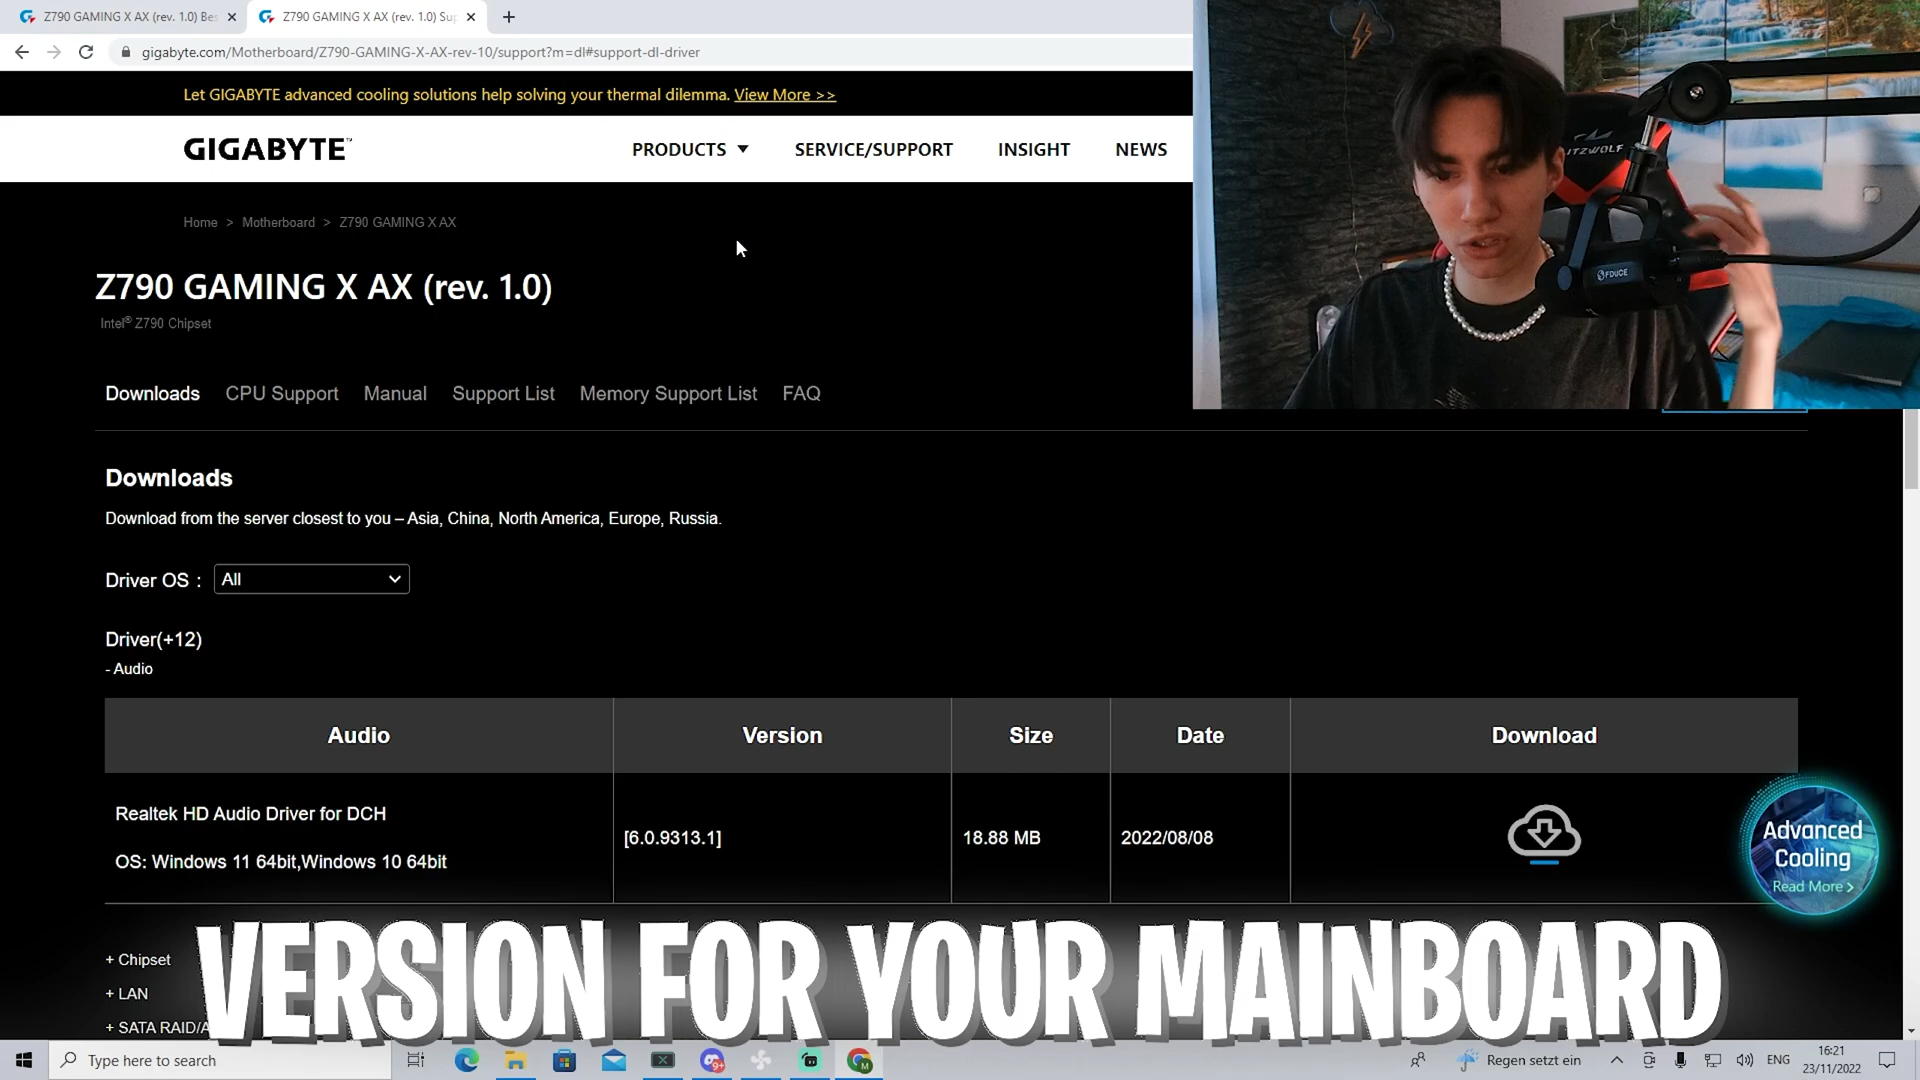 Z790 GAMING X AX (rev. 1.0) Bes
Z790 GAMING X AX (rev. 1.0) Sup
gigabyte.com/Motherboard/Z790-GAMING-X-AX-rev-10/support?m=dl#support-dl-driver
Let GIGABYTE advanced cooling solutions help solving your thermal dilemma. View More >>
GIGABYTE™
PRODUCTS
SERVICE/SUPPORT
INSIGHT
NEWS
ITZWOLF
FDUCE
Home > Motherboard > Z790 GAMING X AX
Z790 GAMING X AX (rev. 1.0)
Intel® Z790 Chipset
Downloads
CPU Support
Manual
Support List
Memory Support List
FAQ
Downloads
Download from the server closest to you – Asia, China, North America, Europe, Russia.
Driver OS : All
Driver(+12)
- Audio
Audio
Version
Size
Date
Download
Realtek HD Audio Driver for DCH
OS: Windows 11 64bit,Windows 10 64bit
[6.0.9313.1]
18.88 MB
2022/08/08
Advanced
Cooling
Read More >
+ Chipset
+ LAN
+ SATA RAID/A
VERSION FOR YOUR MAINBOARD
Type here to search
9+
M
Regen setzt ein
ENG
16:21
23/11/2022